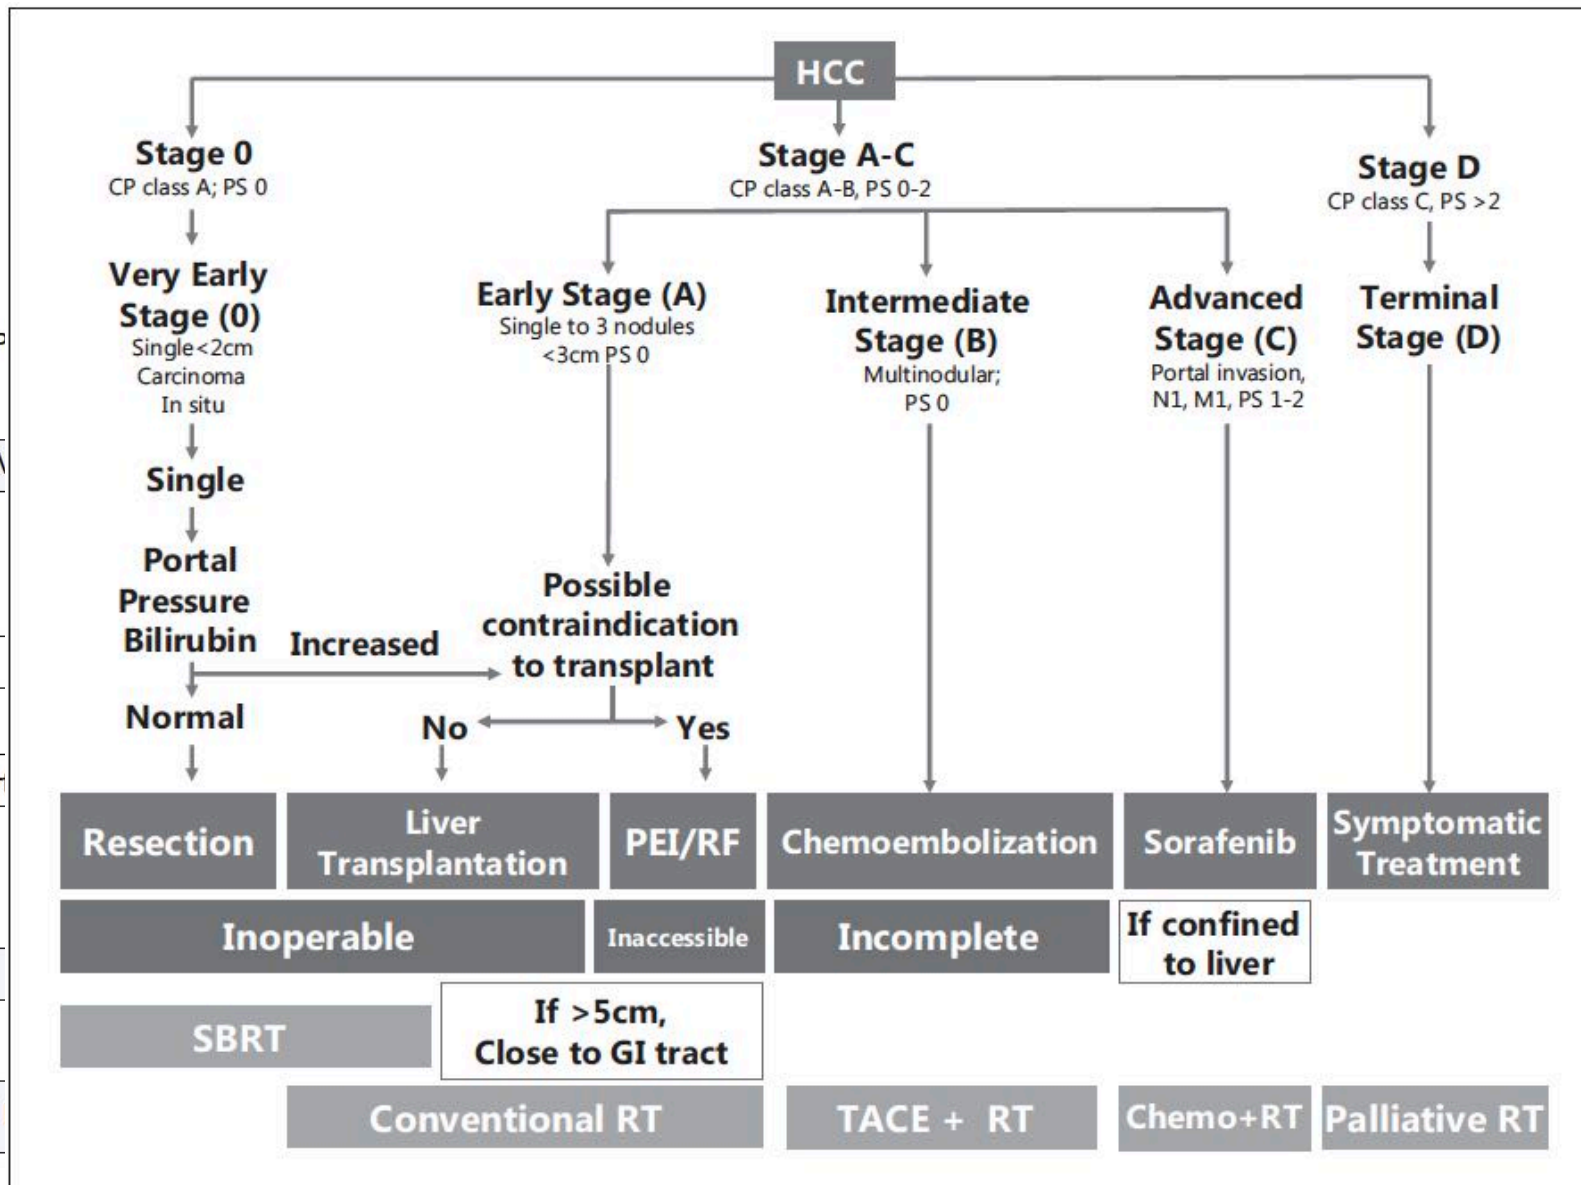 HCC
Stage 0
CP class A; PS 0
Stage A-C
CP class A-B, PS 0-2
Stage D
CP class C, PS >2
Very Early
Stage (0)
Single<2cm
Carcinoma
In situ
Early Stage (A)
Single to 3 nodules
<3cm PS 0
Intermediate
Stage (B)
Multinodular;
PS 0
Advanced
Stage (C)
Portal invasion,
N1, M1, PS 1-2
Terminal
Stage (D)
Single
Portal
Pressure
Bilirubin
Increased
Possible
contraindication
to transplant
Normal
No
Yes
Resection
Liver
Transplantation
PEI/RF
Chemoembolization
Sorafenib
Symptomatic
Treatment
Inoperable
Inaccessible
Incomplete
If confined
to liver
SBRT
If >5cm,
Close to GI tract
Conventional RT
TACE + RT
Chemo+RT
Palliative RT